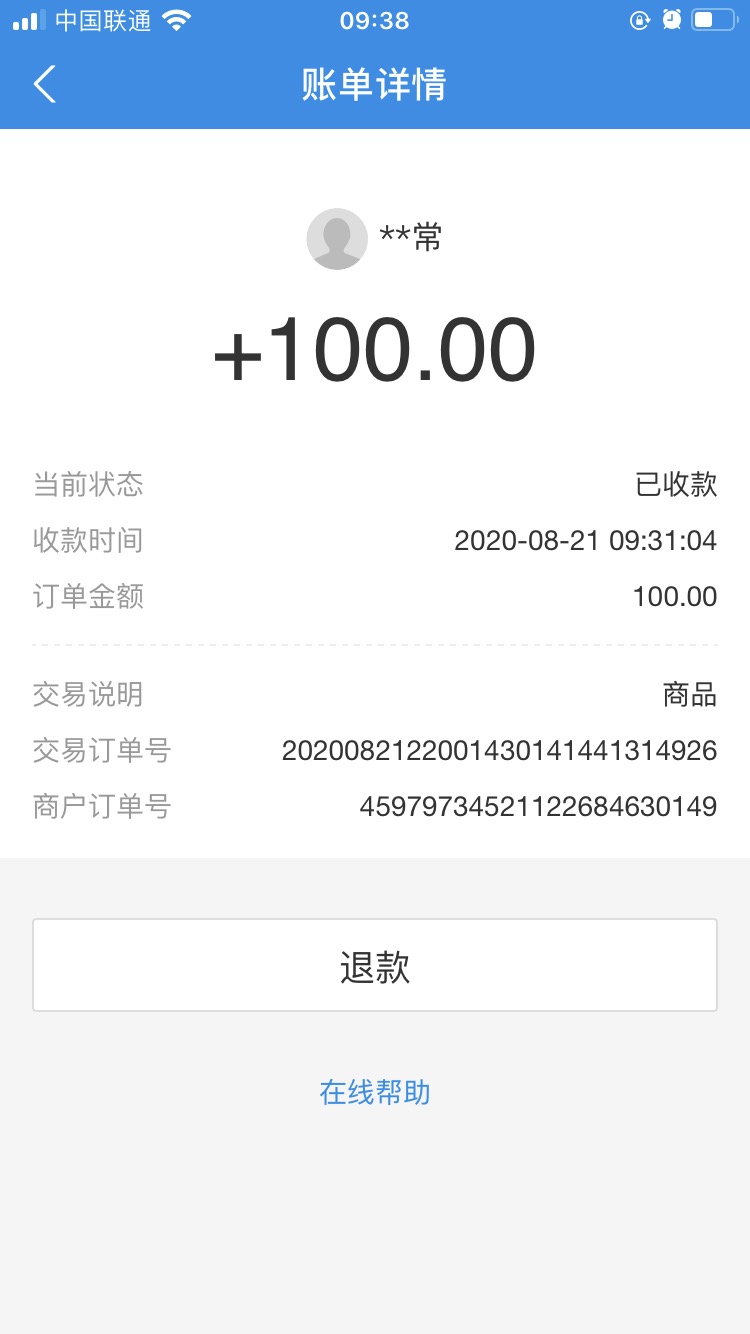 中国联通 09:38
账单详情
**常
+100.00
当前状态 已收款
收款时间 2020-08-21 09:31:04
订单金额 100.00
交易说明 商品
交易订单号 2020082122001430141441314926
商户订单号 45979734521122684630149
退款
在线帮助